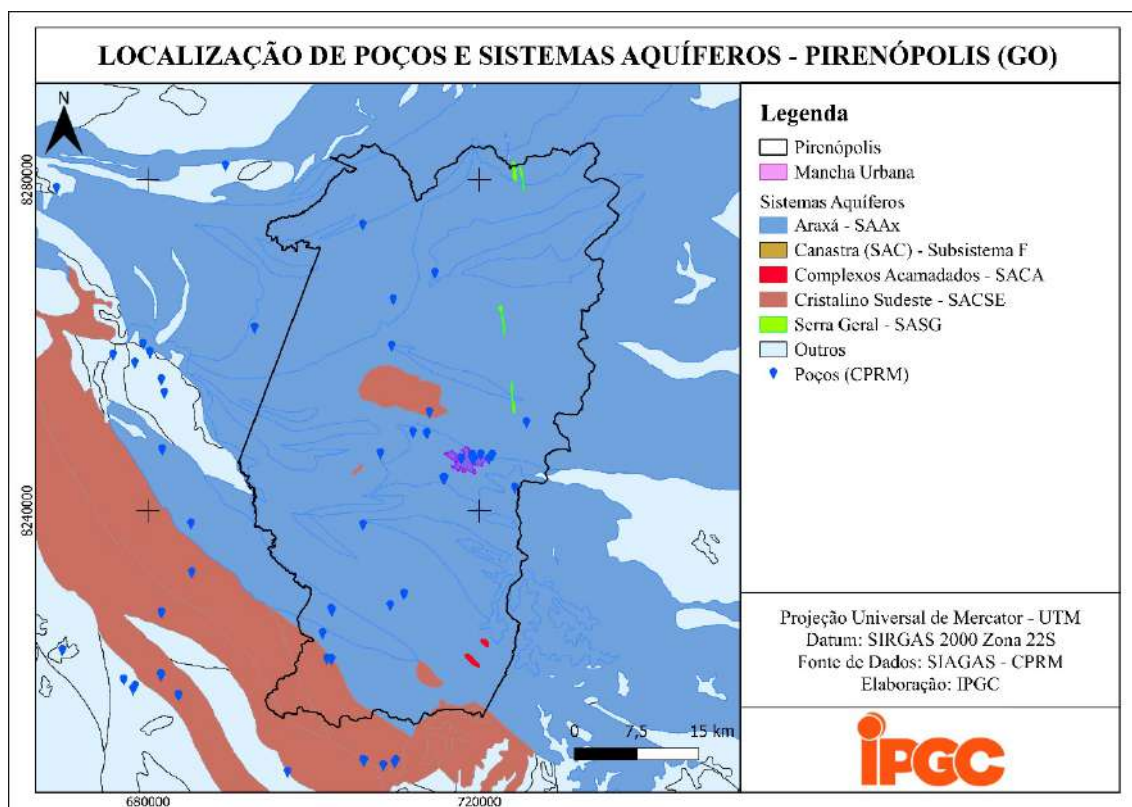 LOCALIZAÇÃO DE POÇOS E SISTEMAS AQUÍFEROS - PIRENÓPOLIS (GO)
N
8280000
8240000
680000
720000
0 7,5 15 km
Legenda
Pirenópolis
Mancha Urbana
Sistemas Aquíferos
Araxá - SAAx
Canastra (SAC) - Subsistema F
Complexos Acamadados - SACA
Cristalino Sudeste - SACSE
Serra Geral - SASG
Outros
Poços (CPRM)
Projeção Universal de Mercator - UTM
Datum: SIRGAS 2000 Zona 22S
Fonte de Dados: SIAGAS - CPRM
Elaboração: IPGC
iPGC